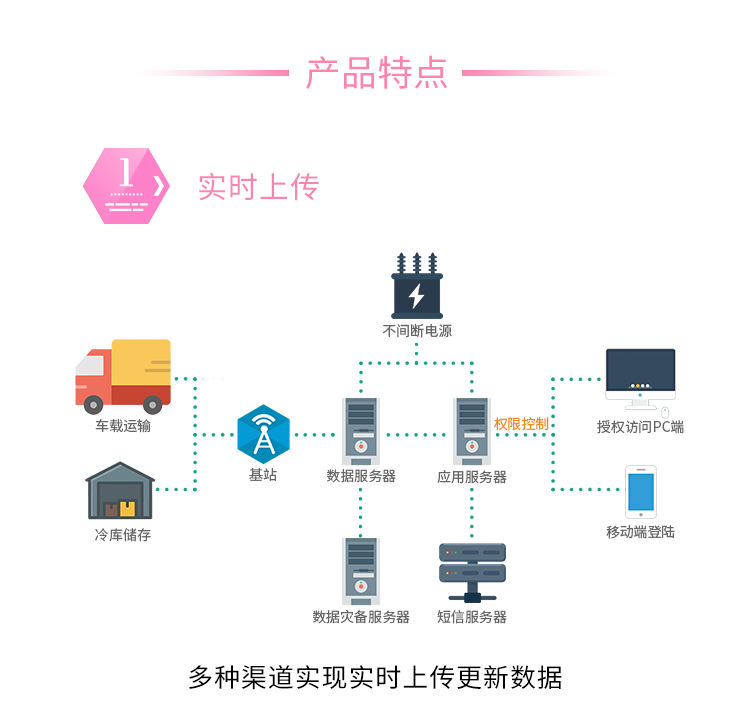 产品特点
1
实时上传
不间断电源
车载运输
权限控制
授权访问PC端
基站
数据服务器
应用服务器
冷库储存
移动端登陆
数据灾备服务器
短信服务器
多种渠道实现实时上传更新数据